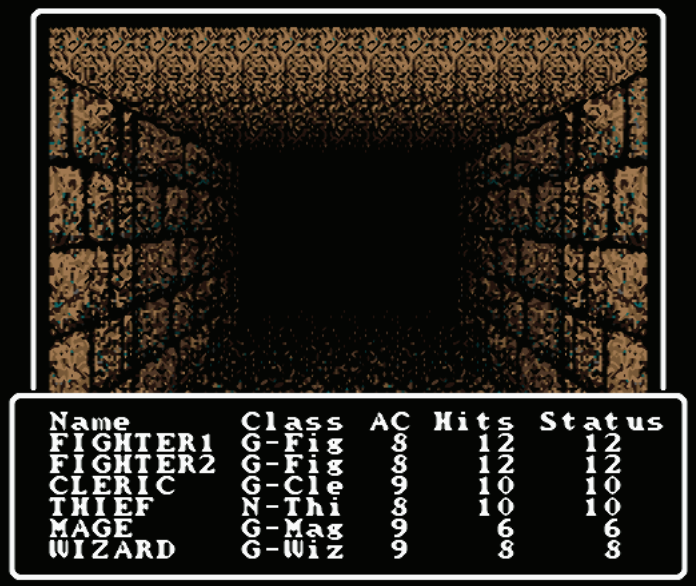 Name Class AC Hits Status
FIGHTER1 G-Fig 8 12 12
FIGHTER2 G-Fig 8 12 12
CLERIC G-Cle 9 10 10
THIEF N-Thi 8 10 10
MAGE G-Mag 9 6 6
WIZARD G-Wiz 9 8 8